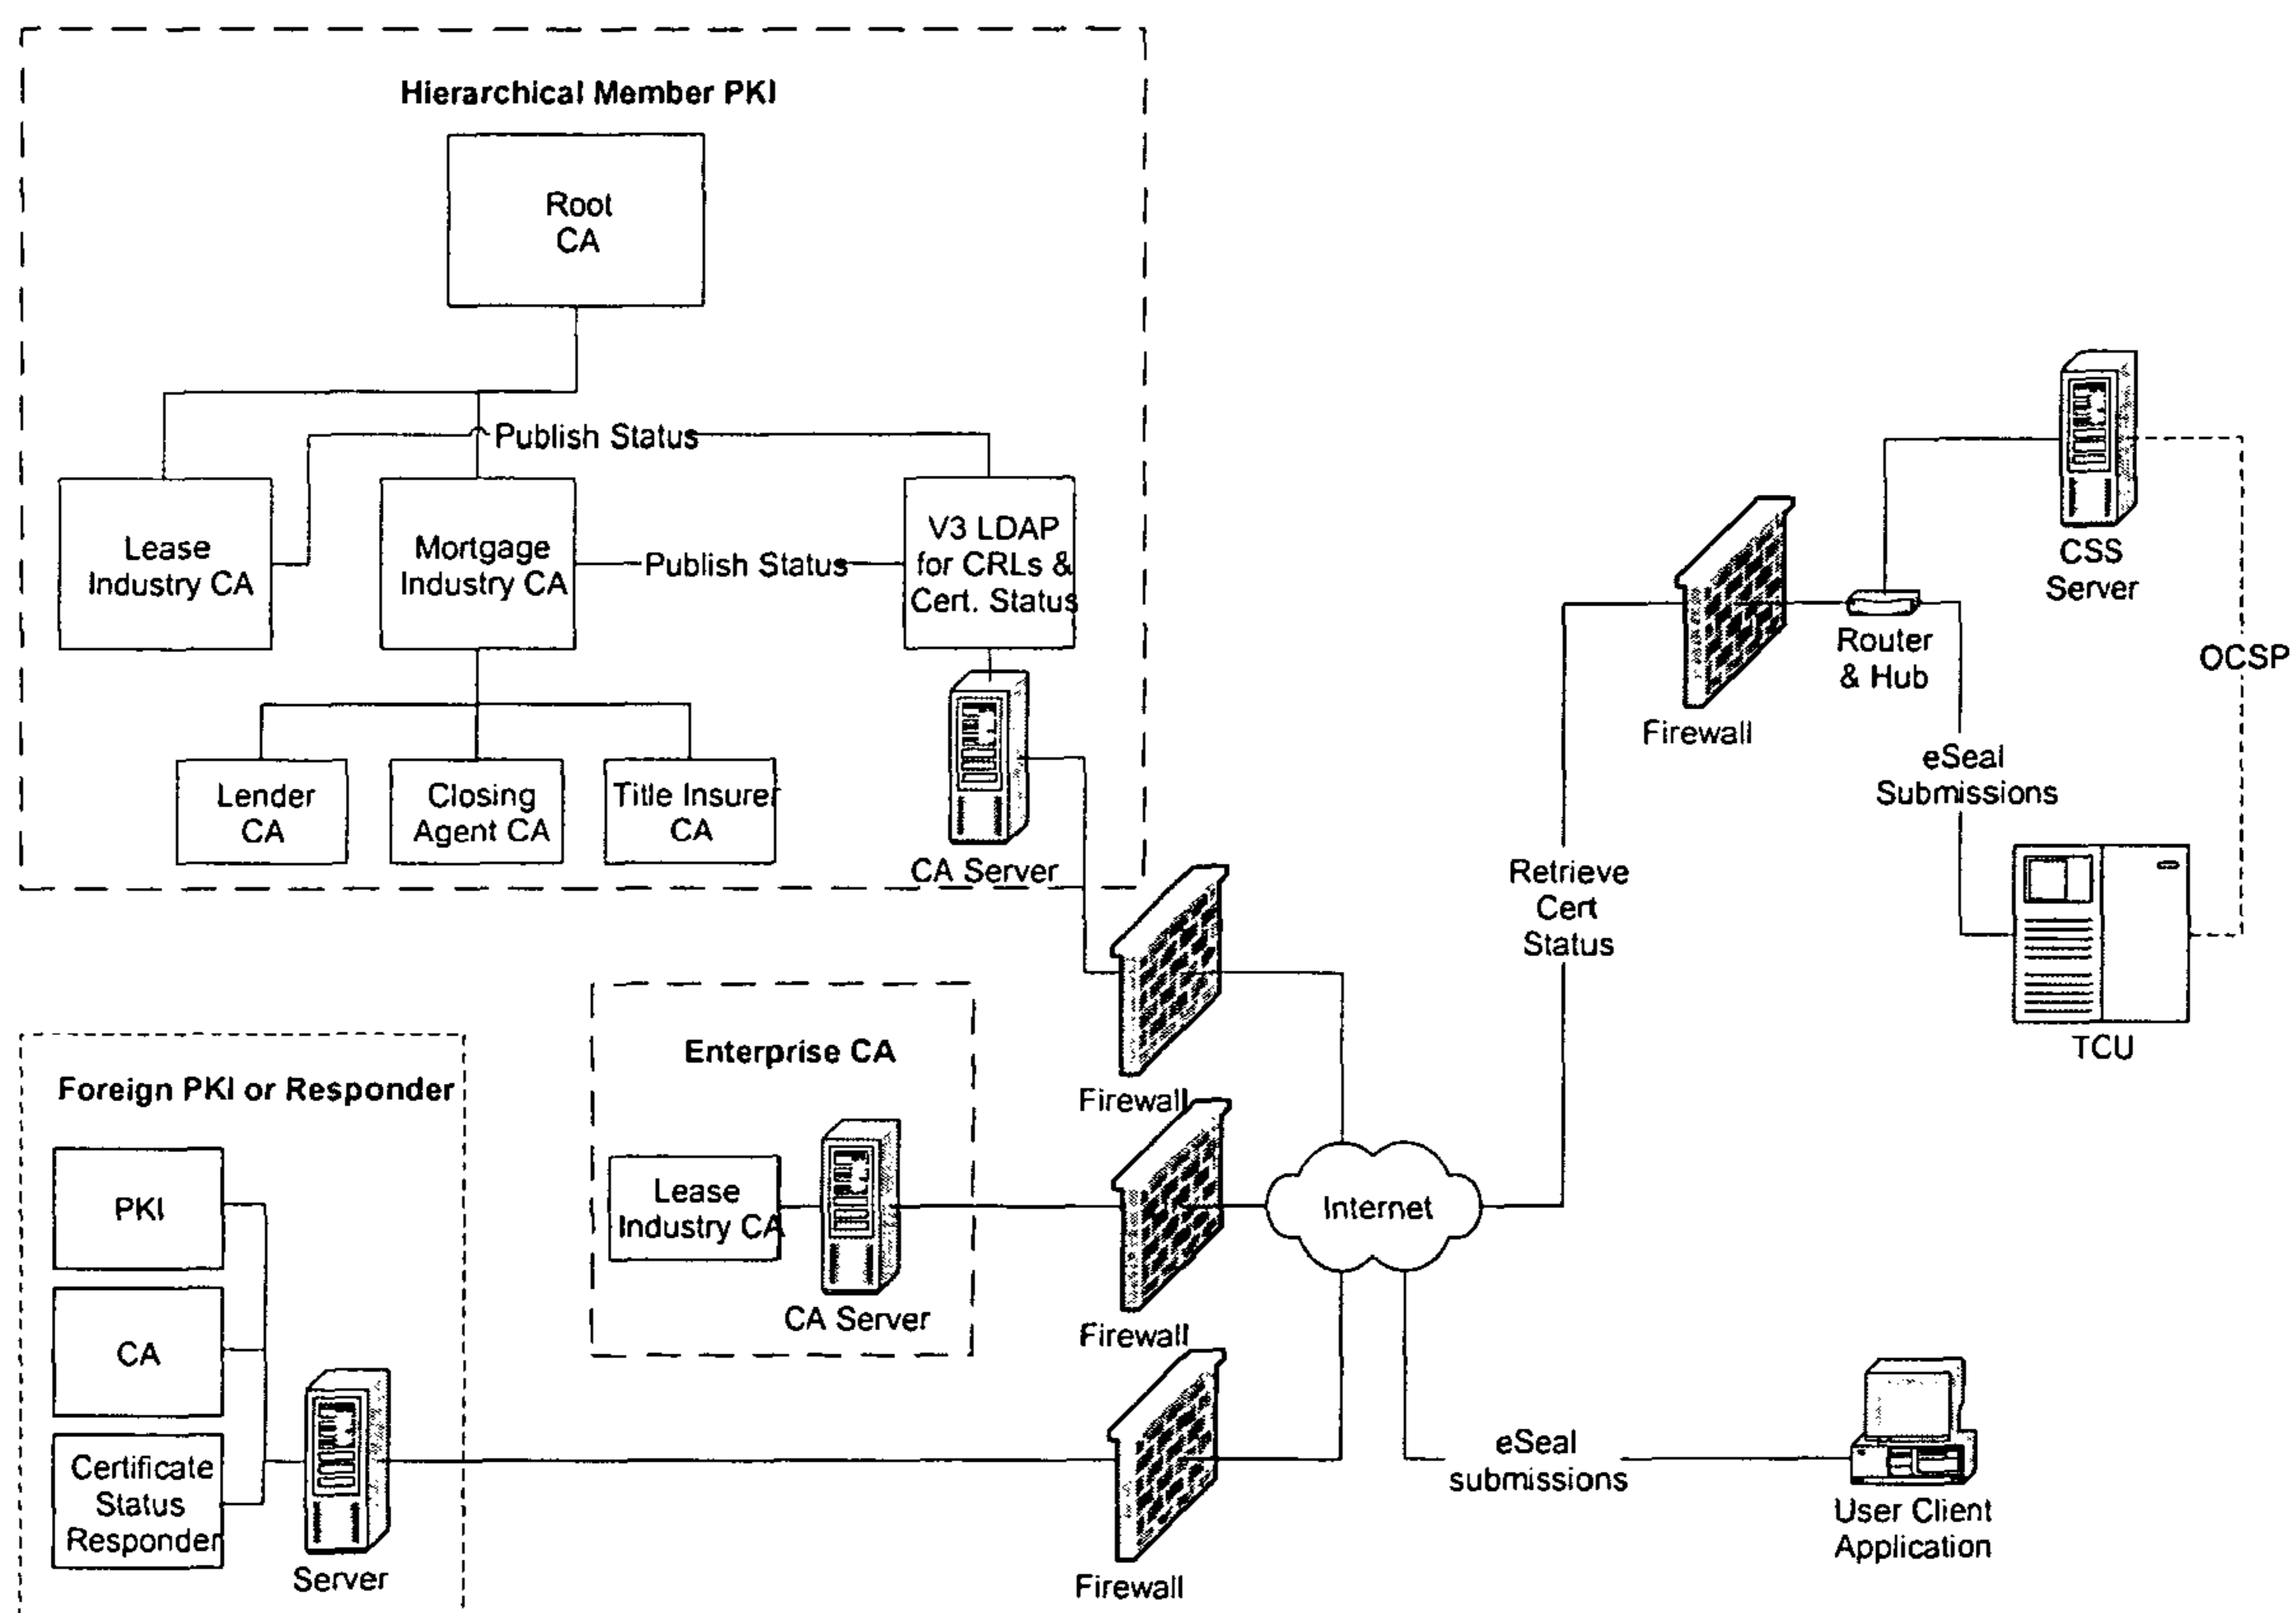 Hierarchical Member PKI
Root
CA
Publish Status
Lease
Industry CA
Mortgage
Industry CA
Publish Status
V3 LDAP
for CRLs &
Cert. Status
Lender
CA
Closing
Agent CA
Title Insurer
CA
CA Server
Firewall
Enterprise CA
Lease
Industry CA
CA Server
Firewall
Foreign PKI or Responder
PKI
CA
Certificate
Status
Responder
Server
Firewall
Internet
Retrieve
Cert
Status
Firewall
Router
& Hub
CSS
Server
OCSP
eSeal
Submissions
TCU
eSeal
submissions
User Client
Application